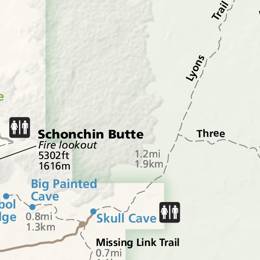 Trail
Lyons
Schonchin Butte
Fire lookout
5302ft
1616m
Three
1.2mi
1.9km
Big Painted
Cave
0.8mi
1.3km
Skull Cave
Missing Link Trail
0.7mi